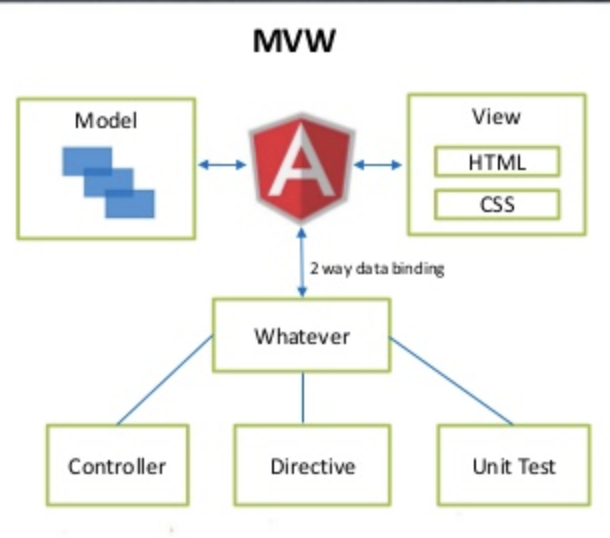 MVW
Model
View
HTML
CSS
A
2 way data binding
Whatever
Controller
Directive
Unit Test